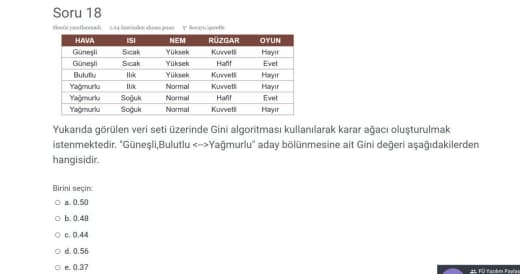 Soru 18
Henüz yanıtlanmadı 5,04 üzerinden alınan puan Soruyu işaretle
HAVA ISI NEM RÜZGAR OYUN
Güneşli Sıcak Yüksek Kuvvetli Hayır
Güneşli Sıcak Yüksek Hafif Evet
Bulutlu Ilık Yüksek Kuvvetli Hayır
Yağmurlu Ilık Normal Kuvvetli Hayır
Yağmurlu Soğuk Normal Hafif Evet
Yağmurlu Soğuk Normal Kuvvetli Hayır
Yukarıda görülen veri seti üzerinde Gini algoritması kullanılarak karar ağacı oluşturulmak
istenmektedir. "Güneşli,Bulutlu <-->Yağmurlu" aday bölünmesine ait Gini değeri aşağıdakilerden
hangisidir.
Birini seçin:
a. 0.50
b. 0.48
c. 0.44
d. 0.56
e. 0.37
FÜ Yazılım Paylaş